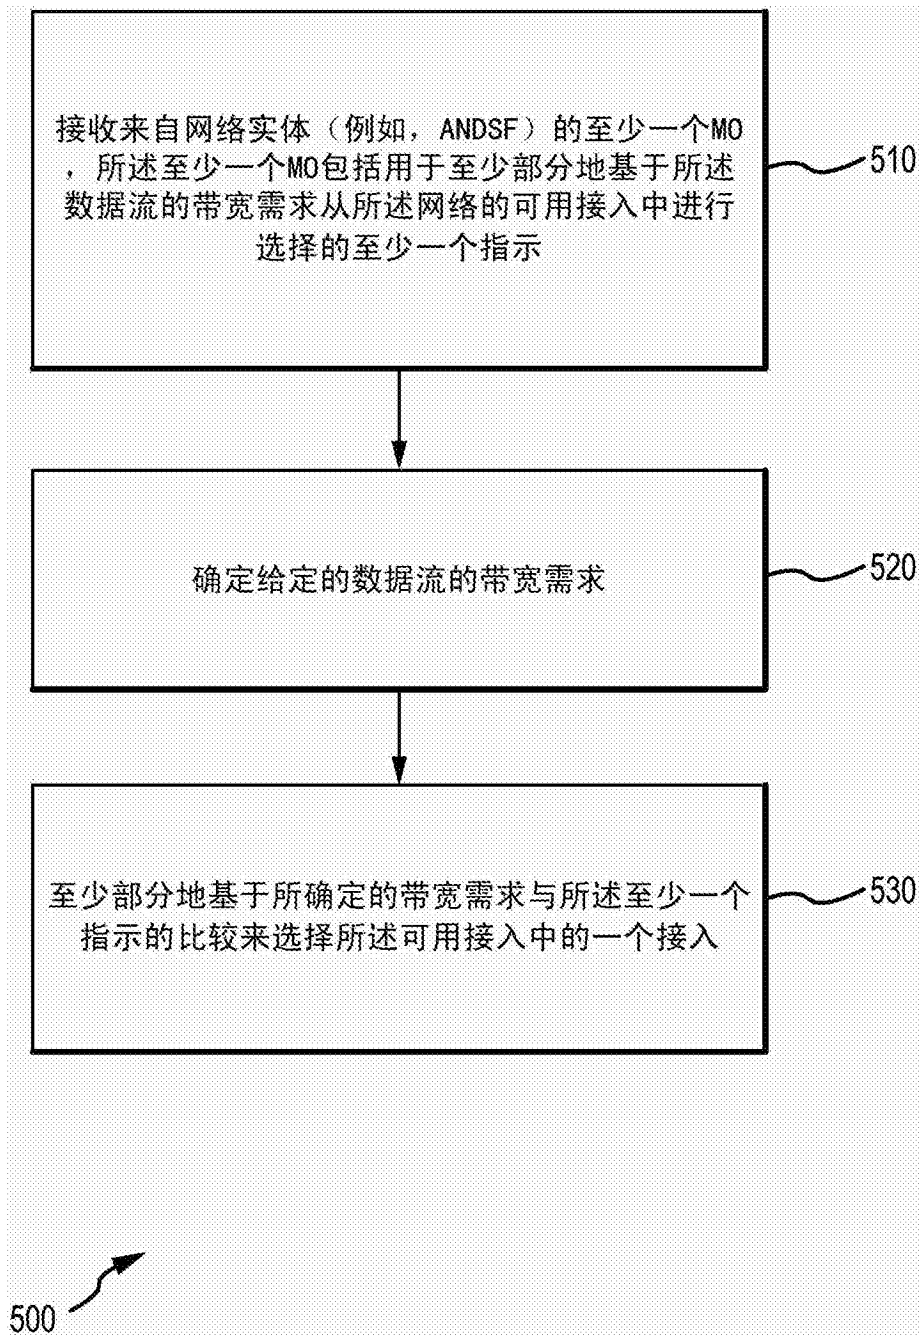 接收来自网络实体（例如，ANDSF）的至少一个MO
，所述至少一个MO包括用于至少部分地基于所述
数据流的带宽需求从所述网络的可用接入中进行
选择的至少一个指示
510
确定给定的数据流的带宽需求
520
至少部分地基于所确定的带宽需求与所述至少一个
指示的比较来选择所述可用接入中的一个接入
530
500